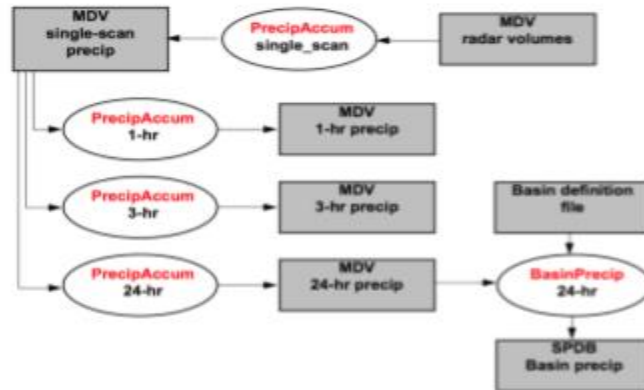 MDV
single-scan
precip
PrecipAccum
single_scan
MDV
radar volumes
PrecipAccum
1-hr
MDV
1-hr precip
PrecipAccum
3-hr
MDV
3-hr precip
Basin definition
file
PrecipAccum
24-hr
MDV
24-hr precip
BasinPrecip
24-hr
SPDB
Basin precip